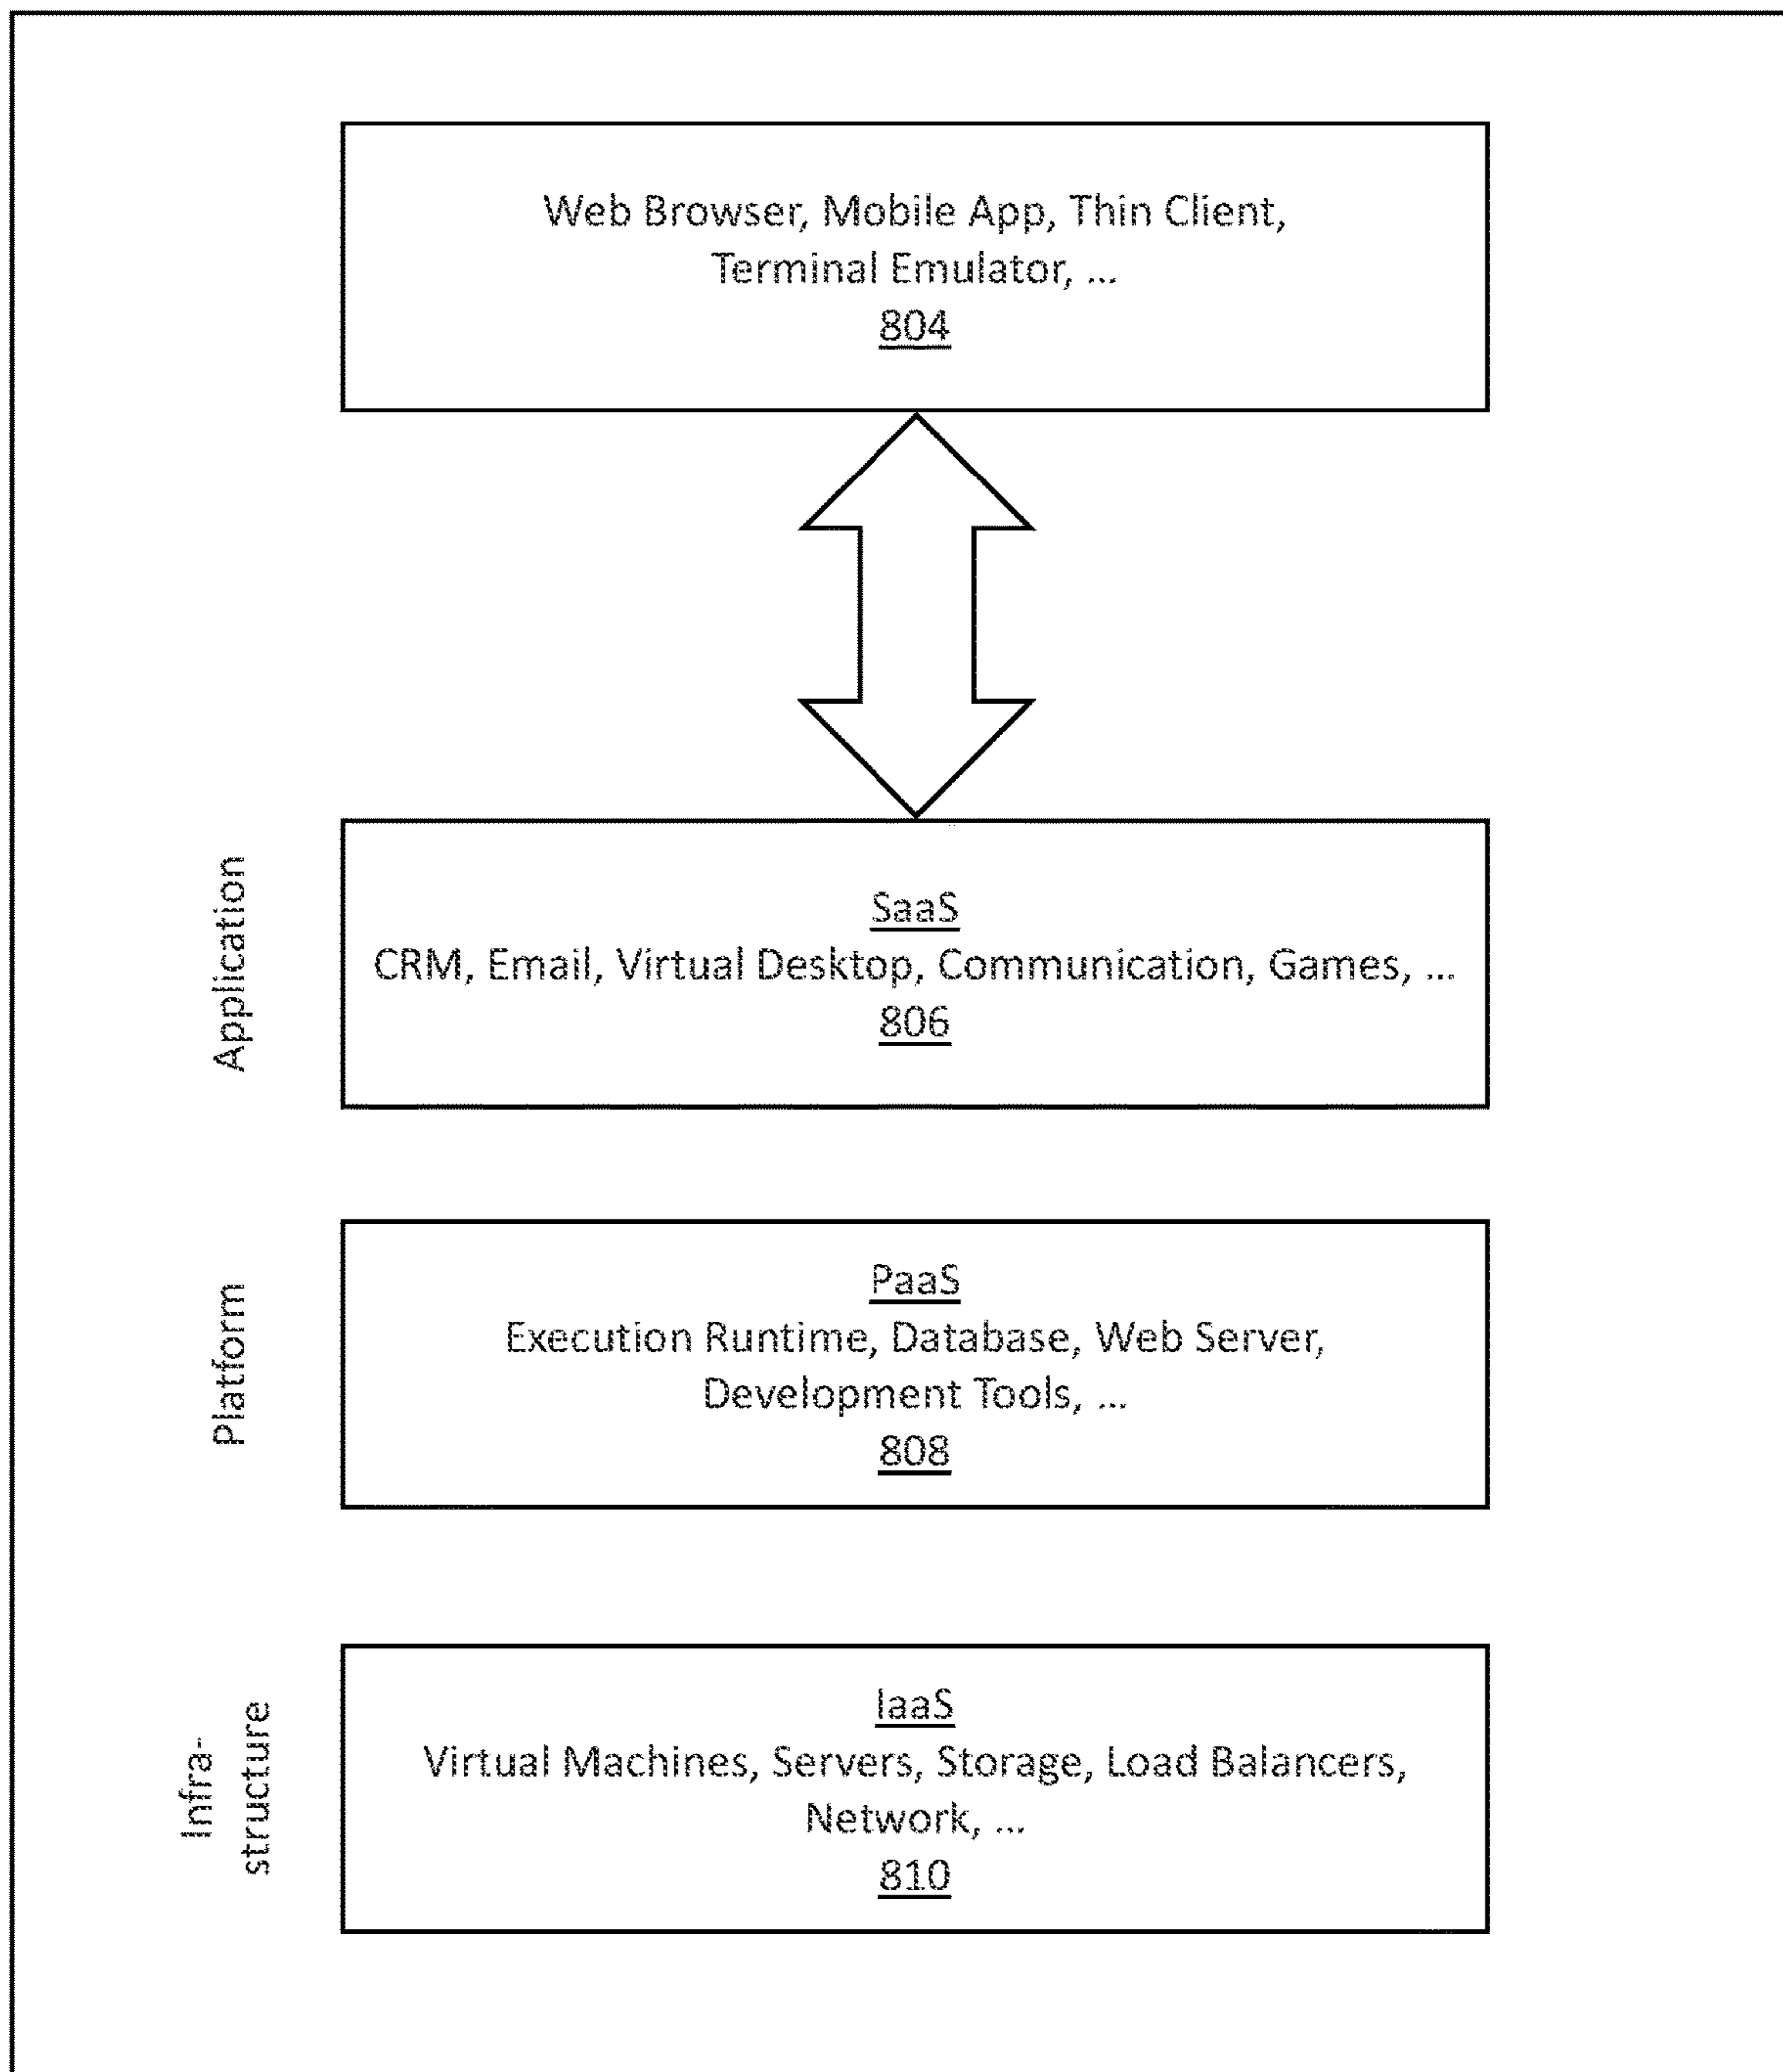 Web Browser, Mobile App, Thin Client,
Terminal Emulator, ...
804
Application
SaaS
CRM, Email, Virtual Desktop, Communication, Games, ...
806
Platform
PaaS
Execution Runtime, Database, Web Server,
Development Tools, ...
808
Infra-
structure
IaaS
Virtual Machines, Servers, Storage, Load Balancers,
Network, ...
810